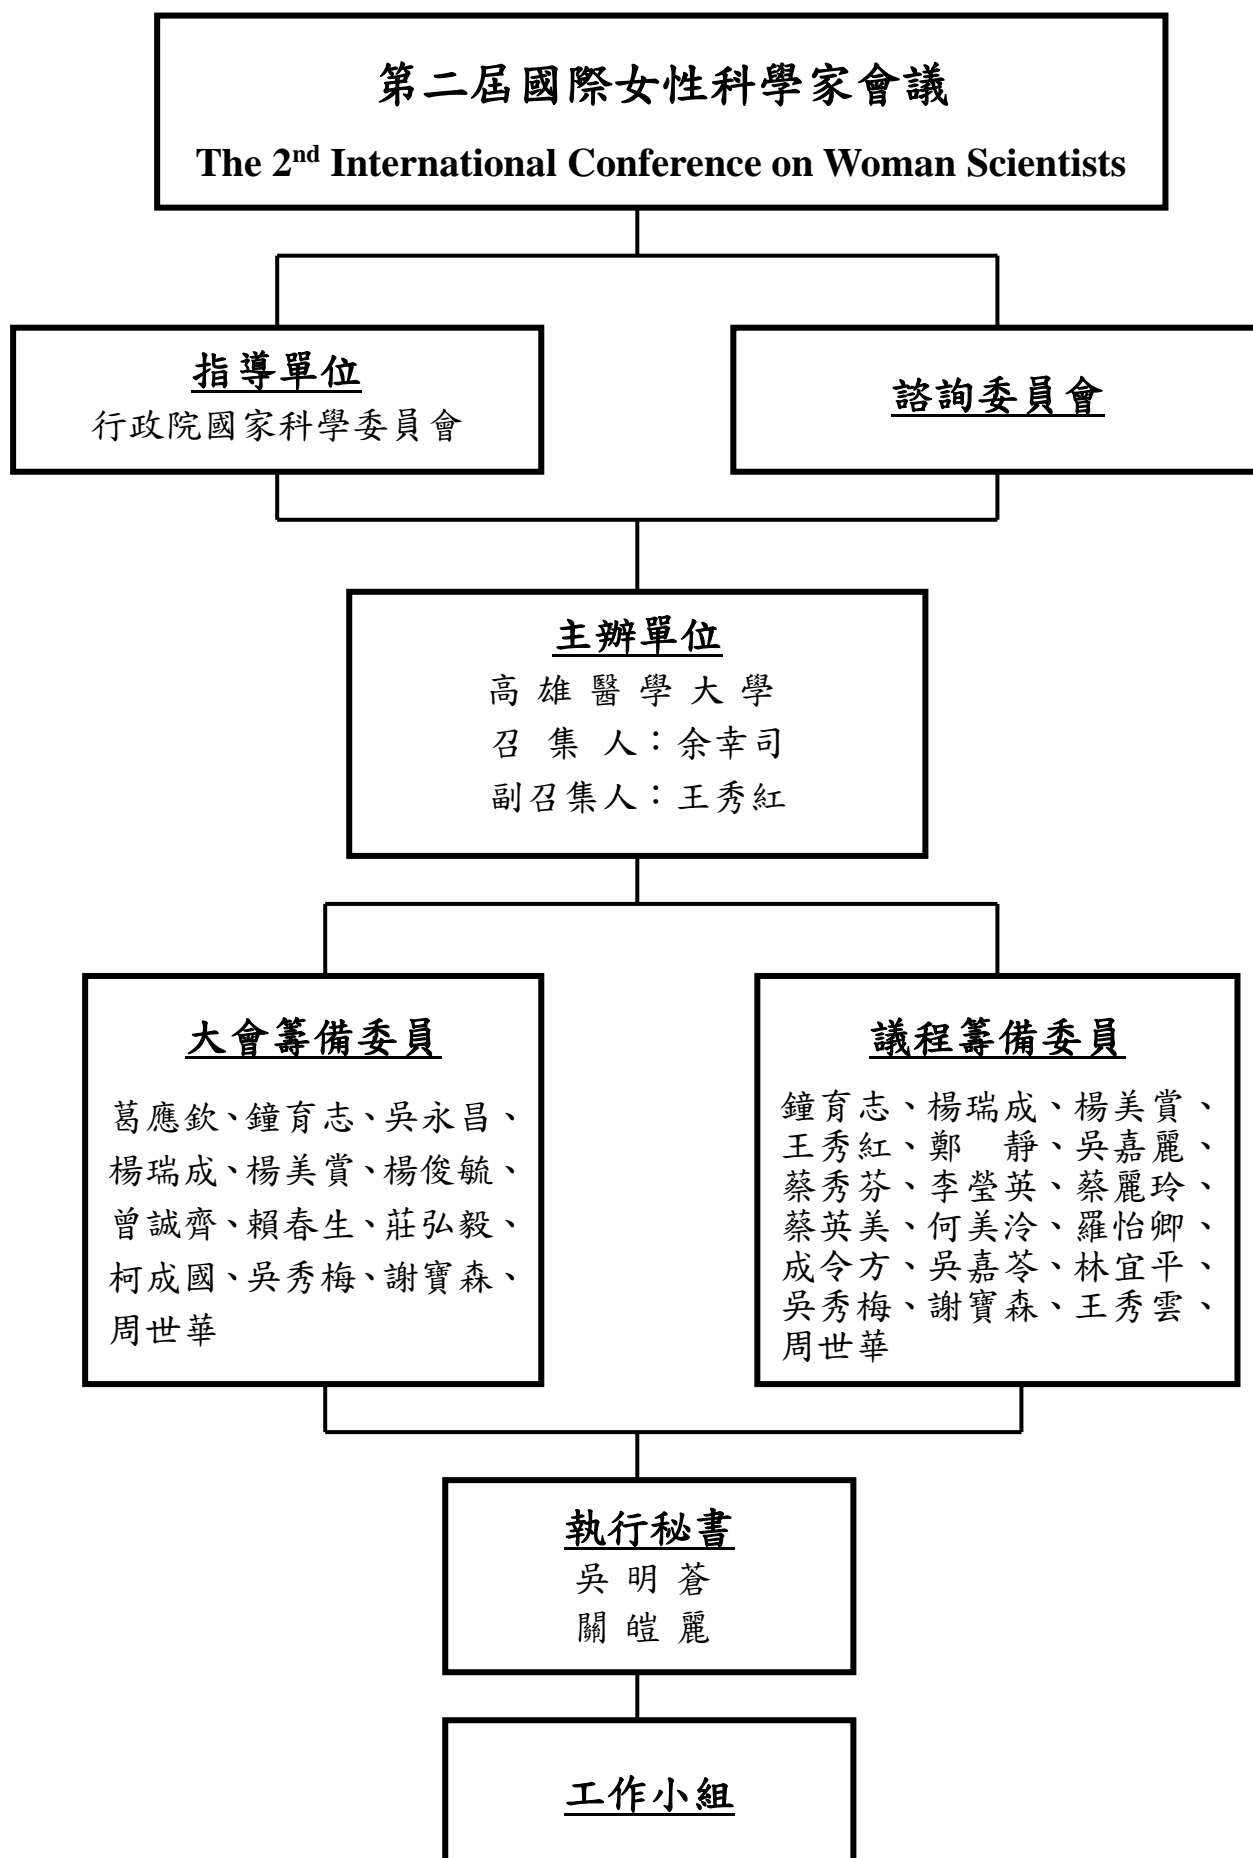 第二屆國際女性科學家會議
The 2nd International Conference on Woman Scientists
指導單位
行政院國家科學委員會
諮詢委員會
主辦單位
高雄醫學大學
召集人：余幸司
副召集人：王秀紅
大會籌備委員
葛應欽、鐘育志、吳永昌、
楊瑞成、楊美賞、楊俊毓、
曾誠齊、賴春生、莊弘毅、
柯成國、吳秀梅、謝寶森、
周世華
議程籌備委員
鐘育志、楊瑞成、楊美賞、
王秀紅、鄭　靜、吳嘉麗、
蔡秀芬、李瑩英、蔡麗玲、
蔡英美、何美泠、羅怡卿、
成令方、吳嘉苓、林宜平、
吳秀梅、謝寶森、王秀雲、
周世華
執行秘書
吳明蒼
關皚麗
工作小組